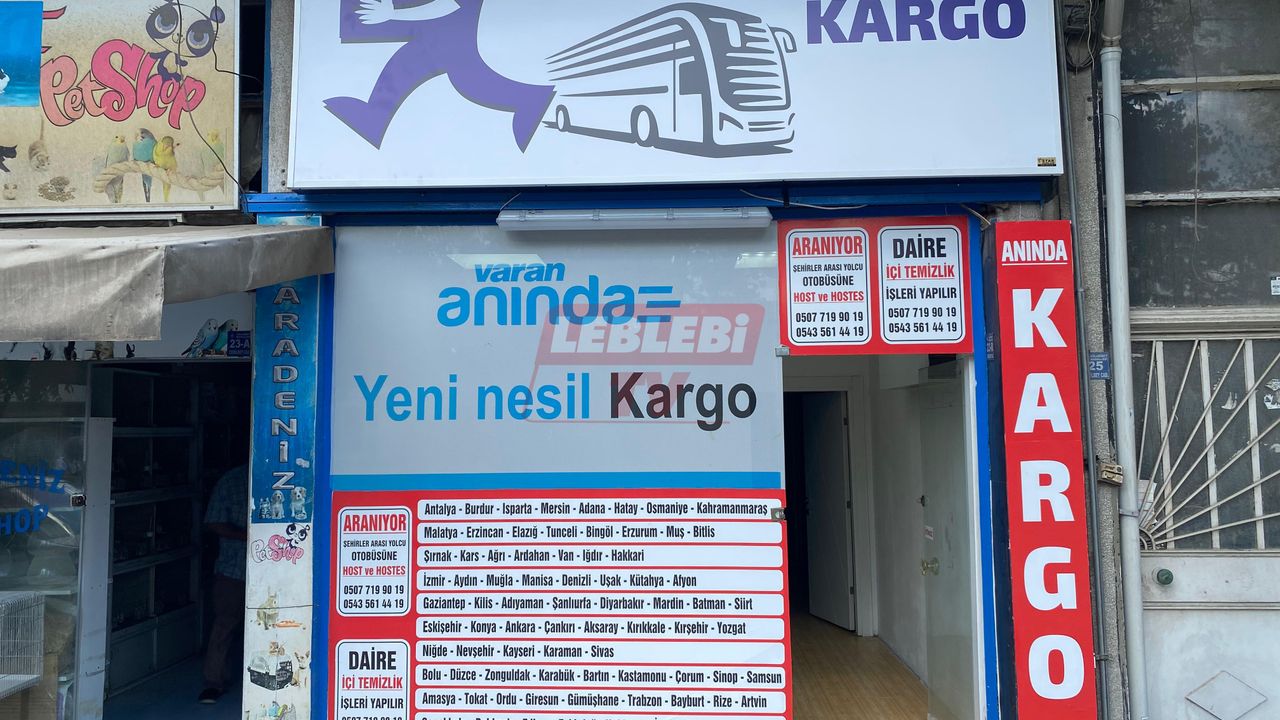 PetShop
KARGO
varan
anında
LEBLEBİ
TV
Yeni nesil Kargo
ARANIYOR
ŞEHİRLER ARASI YOLCU
OTOBÜSÜNE
HOST ve HOSTES
0507 719 90 19
0543 561 44 19
DAİRE
İÇİ TEMİZLİK
İŞLERİ YAPILIR
0507 719 90 19
0543 561 44 19
ANINDA
KARGO
23-A
ARADENİZ
PetShop
ENİZ
HOP
25
ARANIYOR
ŞEHİRLER ARASI YOLCU
OTOBÜSÜNE
HOST ve HOSTES
0507 719 90 19
0543 561 44 19
DAİRE
İÇİ TEMİZLİK
İŞLERİ YAPILIR
Antalya - Burdur - Isparta - Mersin - Adana - Hatay - Osmaniye - Kahramanmaraş
Malatya - Erzincan - Elazığ - Tunceli - Bingöl - Erzurum - Muş - Bitlis
Şırnak - Kars - Ağrı - Ardahan - Van - Iğdır - Hakkari
İzmir - Aydın - Muğla - Manisa - Denizli - Uşak - Kütahya - Afyon
Gaziantep - Kilis - Adıyaman - Şanlıurfa - Diyarbakır - Mardin - Batman - Siirt
Eskişehir - Konya - Ankara - Çankırı - Aksaray - Kırıkkale - Kırşehir - Yozgat
Niğde - Nevşehir - Kayseri - Karaman - Sivas
Bolu - Düzce - Zonguldak - Karabük - Bartın - Kastamonu - Çorum - Sinop - Samsun
Amasya - Tokat - Ordu - Giresun - Gümüşhane - Trabzon - Bayburt - Rize - Artvin